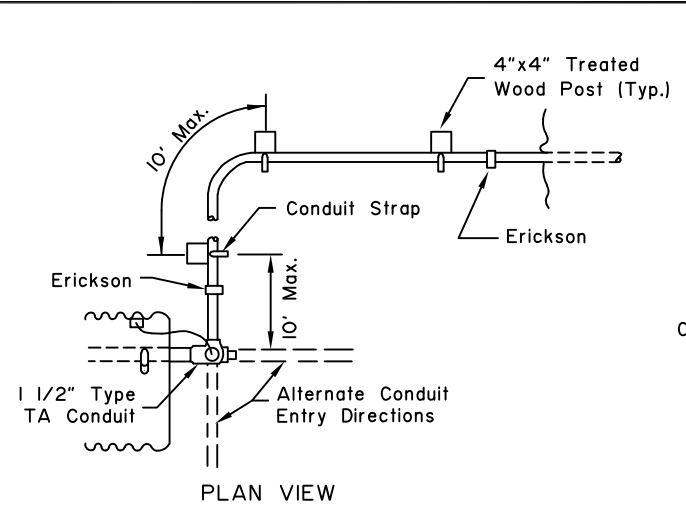 4"x4" Treated
Wood Post (Typ.)
10' Max.
Conduit Strap
Erickson
Erickson
10' Max.
1 1/2" Type
TA Conduit
Alternate Conduit
Entry Directions
PLAN VIEW